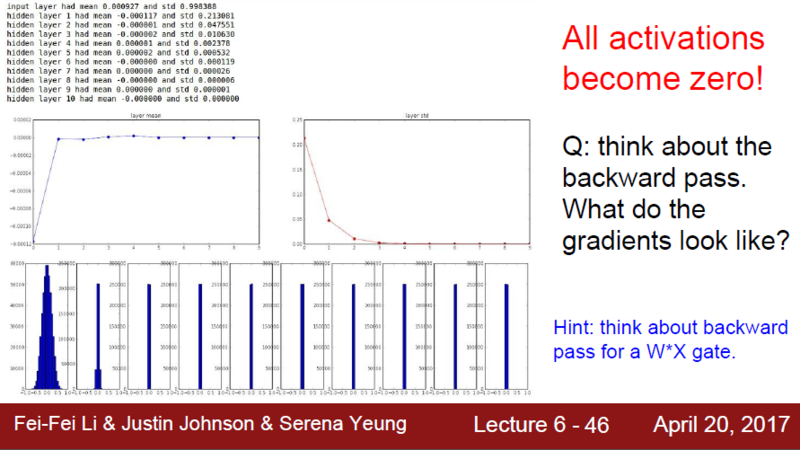 input layer had mean 0.000927 and std 0.998388
hidden layer 1 had mean -0.000117 and std 0.213081
hidden layer 2 had mean -0.000001 and std 0.047551
hidden layer 3 had mean -0.000002 and std 0.010630
hidden layer 4 had mean 0.000001 and std 0.002378
hidden layer 5 had mean 0.000002 and std 0.000532
hidden layer 6 had mean -0.000000 and std 0.000119
hidden layer 7 had mean 0.000000 and std 0.000026
hidden layer 8 had mean -0.000000 and std 0.000006
hidden layer 9 had mean 0.000000 and std 0.000001
hidden layer 10 had mean -0.000000 and std 0.000000
All activations
become zero!
Q: think about the
backward pass.
What do the
gradients look like?
Hint: think about backward
pass for a W*X gate.
layer mean
0.00002
0.00000
−0.00002
−0.00004
−0.00006
−0.00008
−0.00010
−0.00012
0 1 2 3 4 5 6 7 8 9
layer std
0.25
0.20
0.15
0.10
0.05
0.00
0 1 2 3 4 5 6 7 8 9
Fei-Fei Li & Justin Johnson & Serena Yeung
Lecture 6 - 46
April 20, 2017